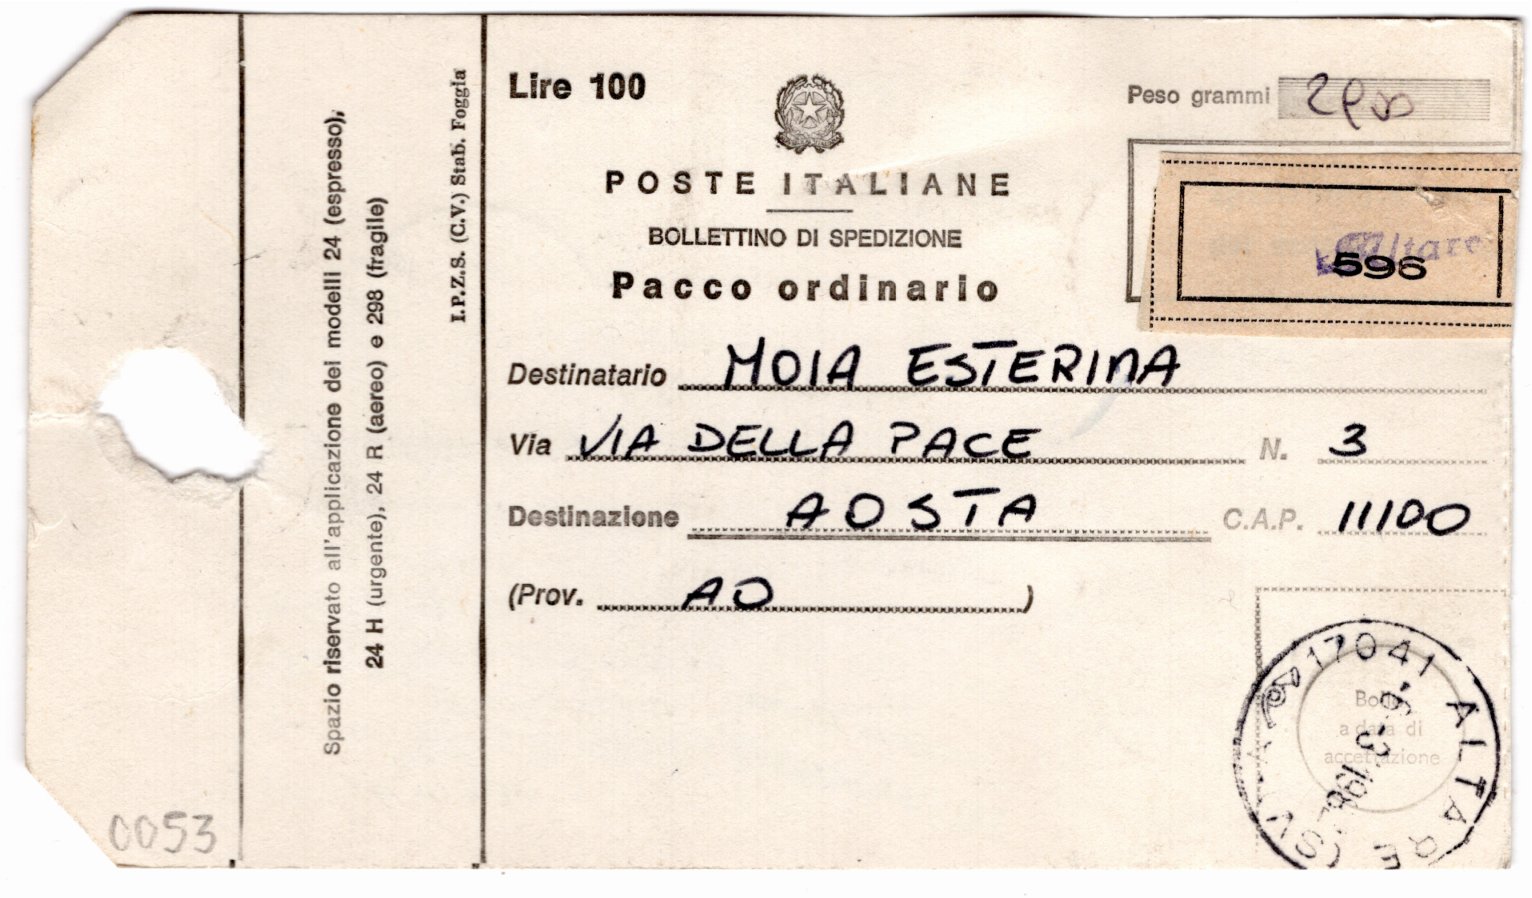 Lire 100
POSTE ITALIANE
BOLLETTINO DI SPEDIZIONE
Pacco ordinario
Peso grammi
Altare
596
Destinatario MOIA ESTERINA
Via VIA DELLA PACE N. 3
Destinazione AOSTA C.A.P. 11100
(Prov. AO )
Bollo
a data di
accettazione
17041 ALTARE (SV)
Spazio riservato all'applicazione dei modelli 24 (espresso),
24 H (urgente), 24 R (aereo) e 298 (fragile)
I.P.Z.S. (C.V.) Stab. Foggia
0053